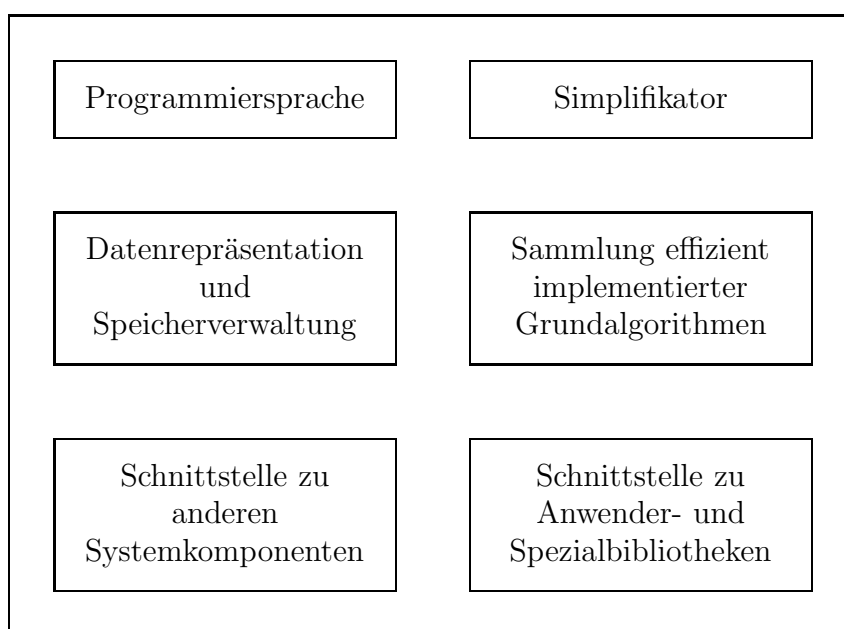 Programmiersprache
Simplifikator
Datenrepräsentation
und
Speicherverwaltung
Sammlung effizient
implementierter
Grundalgorithmen
Schnittstelle zu
anderen
Systemkomponenten
Schnittstelle zu
Anwender- und
Spezialbibliotheken